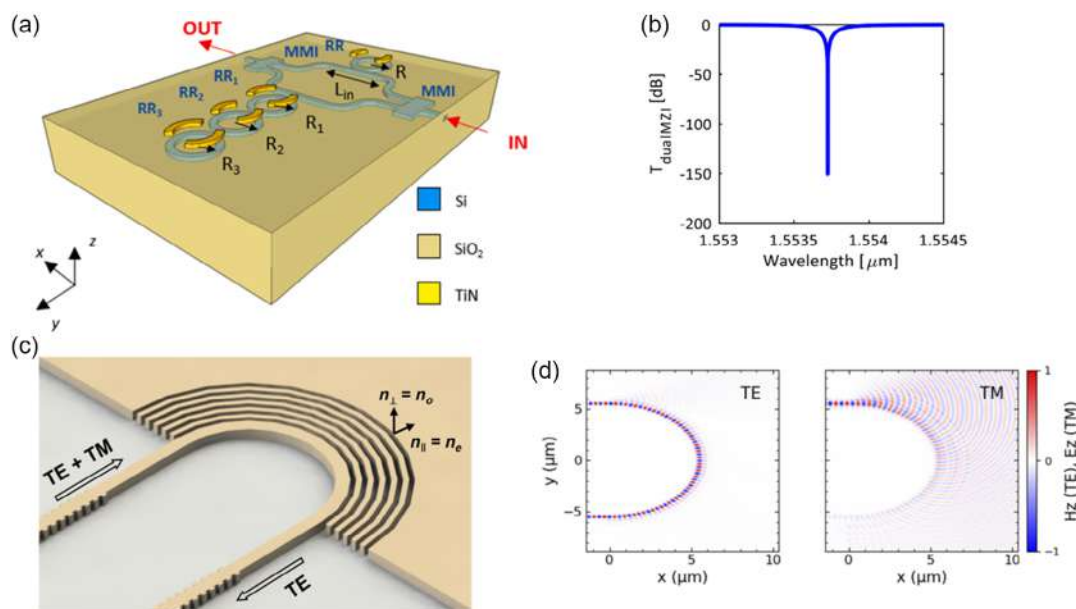 (a)
OUT
MMI
RR
R
RR₁
RR₂
RR₃
L_in
MMI
R₁
R₂
R₃
IN
Si
SiO₂
TiN
x
y
z
(b)
T_dualMZI [dB]
0
-50
-100
-150
-200
1.553
1.5535
1.554
1.5545
Wavelength [μm]
(c)
n⊥ = nₒ
n∥ = nₑ
TE + TM
TE
(d)
TE
TM
y (μm)
5
0
−5
0
5
10
x (μm)
0
5
10
x (μm)
1
0
−1
Hz (TE), Ez (TM)